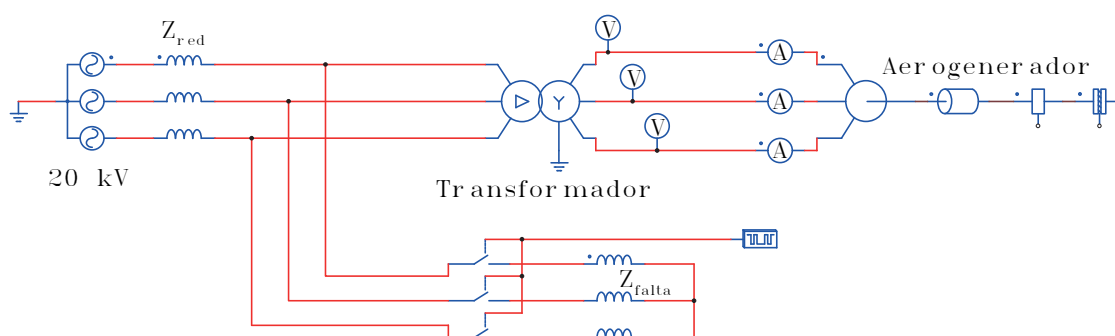 Z_red
V
A
Aerogenerador
V
A
Y
V
A
20 kV
Transformador
Z_falta